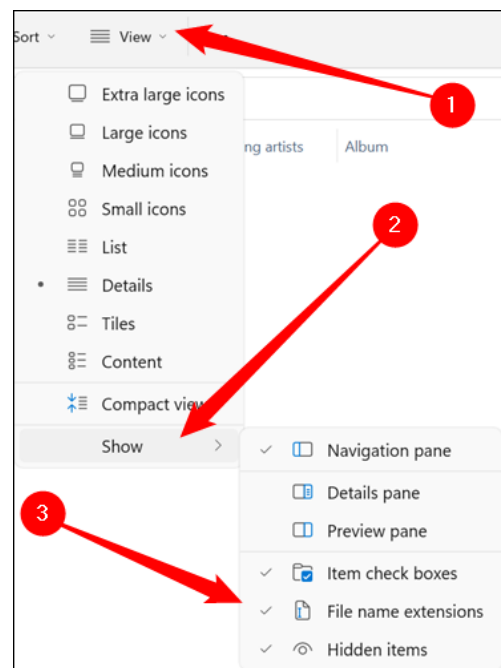 Sort View
1
Extra large icons
Large icons
ng artists Album
Medium icons
Small icons
2
List
Details
Tiles
Content
Compact view
Show
Navigation pane
Details pane
3
Preview pane
Item check boxes
File name extensions
Hidden items